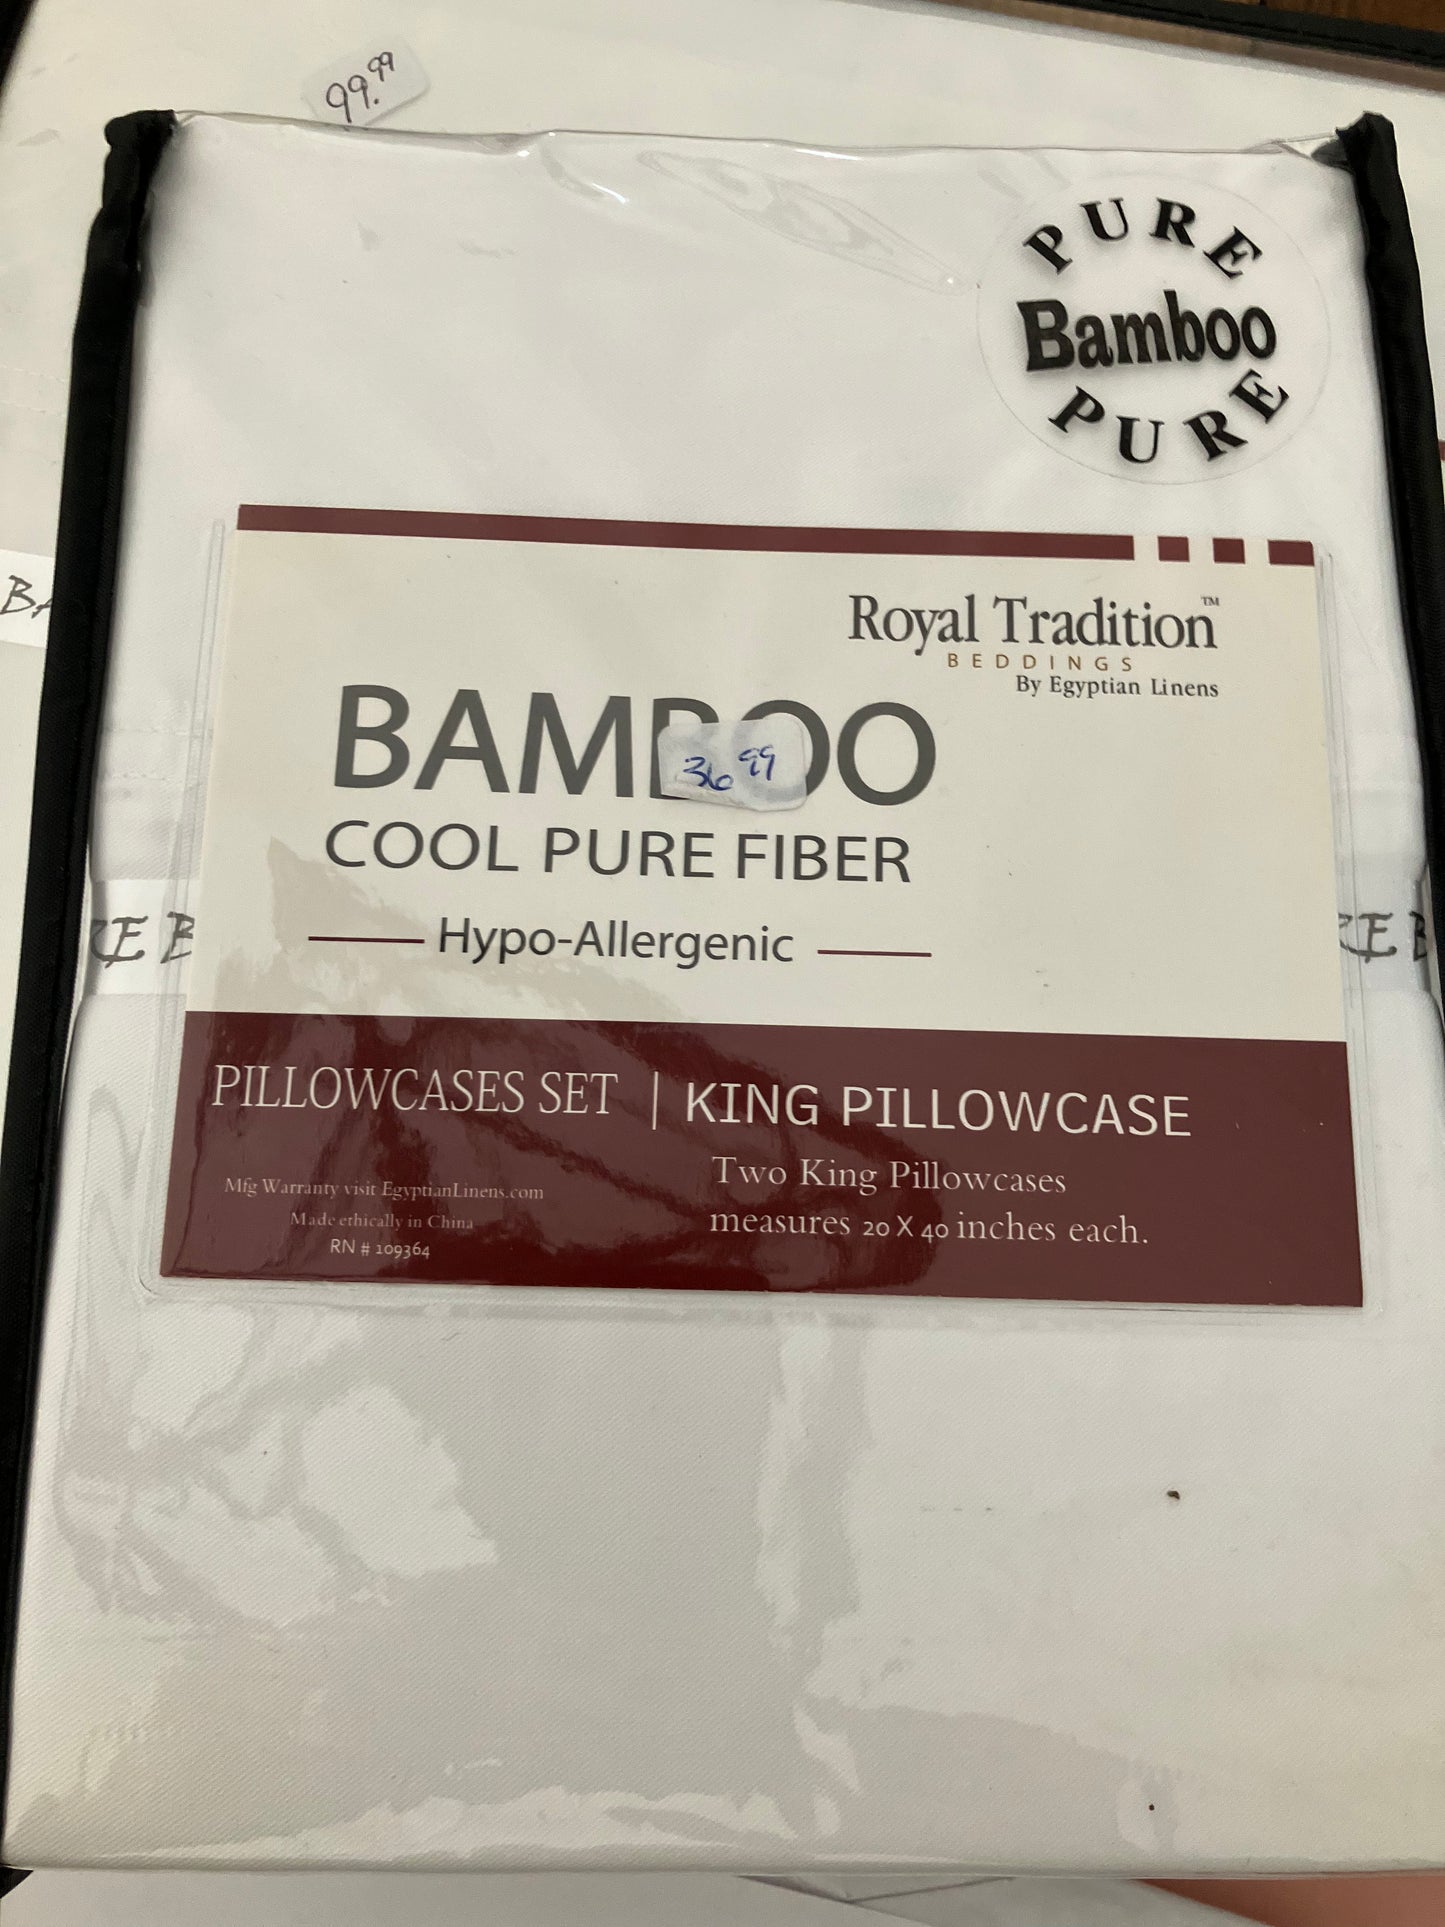 99.99
PURE
Bamboo
PURE
Royal Tradition™
BEDDINGS
By Egyptian Linens
BAMBOO
36 99
COOL PURE FIBER
Hypo-Allergenic
PILLOWCASES SET | KING PILLOWCASE
Two King Pillowcases
measures 20 X 40 inches each.
Mfg Warranty visit EgyptianLinens.com
Made ethically in China
RN # 109364